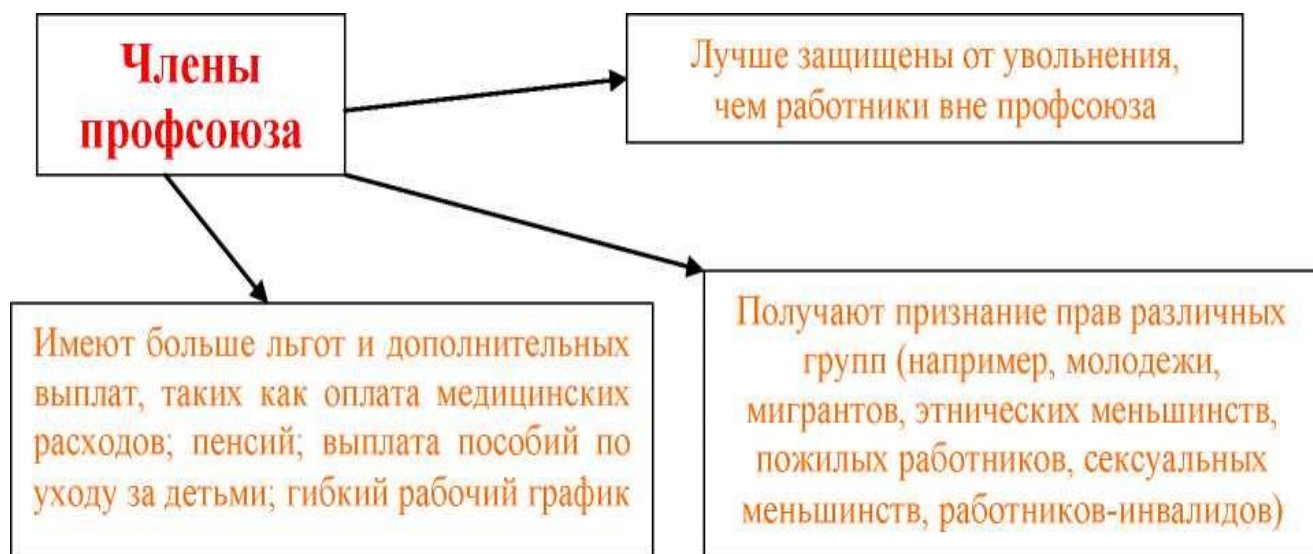 Члены
профсоюза
Лучше защищены от увольнения,
чем работники вне профсоюза
Имеют больше льгот и дополнительных
выплат, таких как оплата медицинских
расходов; пенсий; выплата пособий по
уходу за детьми; гибкий рабочий график
Получают признание прав различных
групп (например, молодежи,
мигрантов, этнических меньшинств,
пожилых работников, сексуальных
меньшинств, работников-инвалидов)